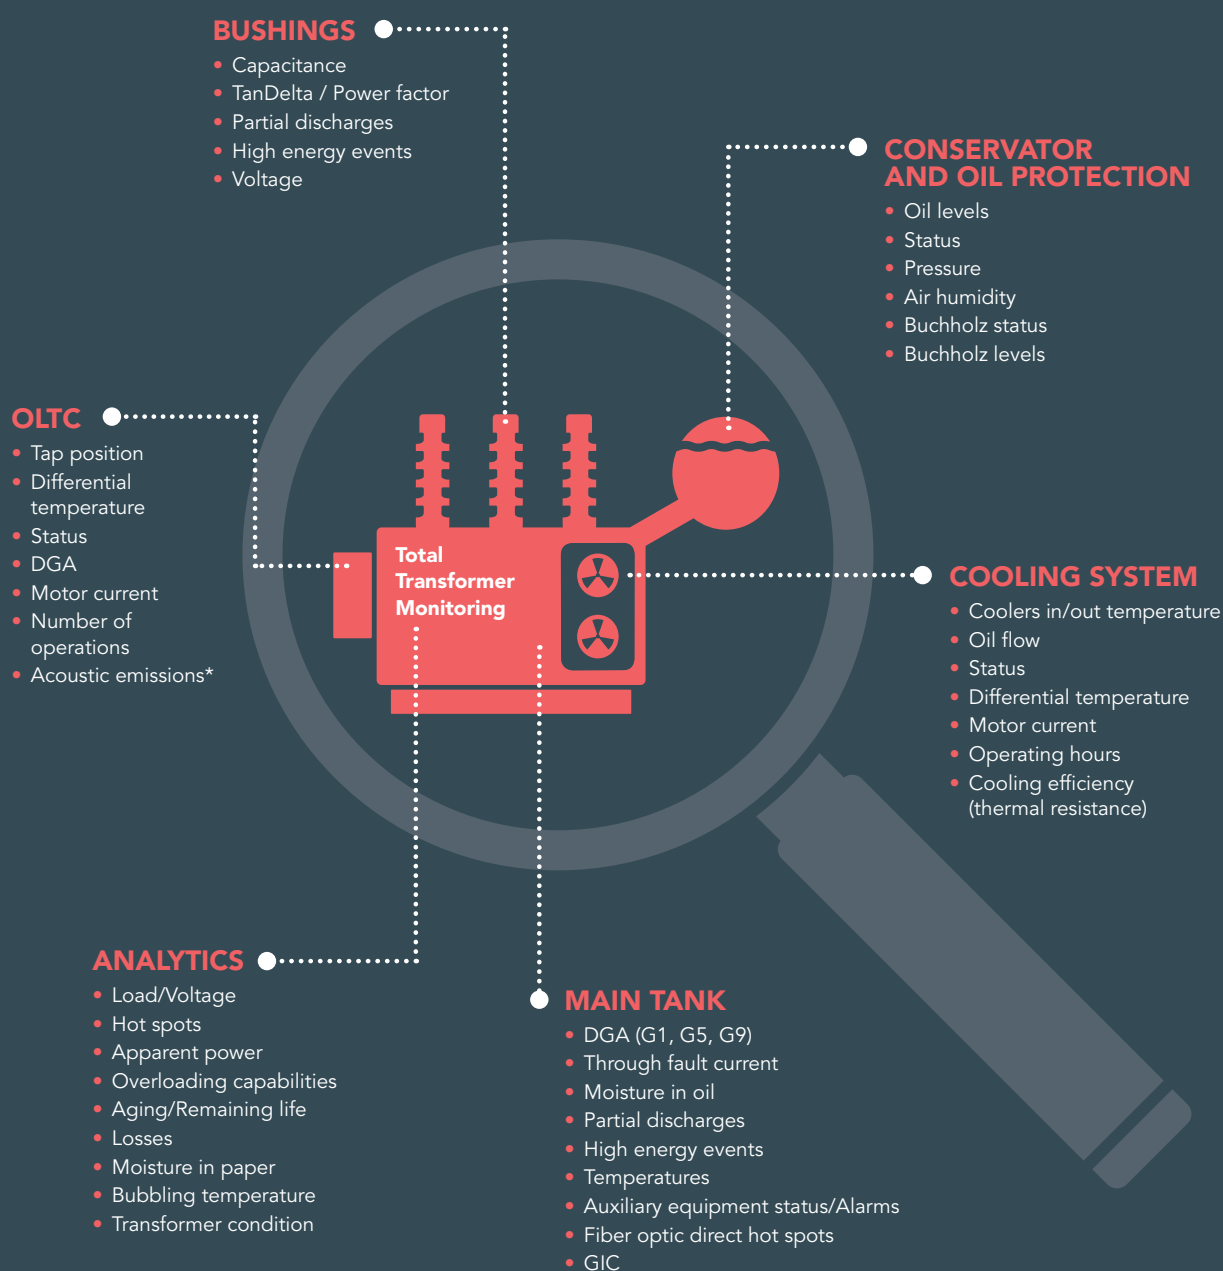 BUSHINGS
• Capacitance
• TanDelta / Power factor
• Partial discharges
• High energy events
• Voltage
CONSERVATOR
AND OIL PROTECTION
• Oil levels
• Status
• Pressure
• Air humidity
• Buchholz status
• Buchholz levels
OLTC
• Tap position
• Differential
temperature
• Status
• DGA
• Motor current
• Number of
operations
• Acoustic emissions*
Total
Transformer
Monitoring
COOLING SYSTEM
• Coolers in/out temperature
• Oil flow
• Status
• Differential temperature
• Motor current
• Operating hours
• Cooling efficiency
(thermal resistance)
ANALYTICS
• Load/Voltage
• Hot spots
• Apparent power
• Overloading capabilities
• Aging/Remaining life
• Losses
• Moisture in paper
• Bubbling temperature
• Transformer condition
MAIN TANK
• DGA (G1, G5, G9)
• Through fault current
• Moisture in oil
• Partial discharges
• High energy events
• Temperatures
• Auxiliary equipment status/Alarms
• Fiber optic direct hot spots
• GIC